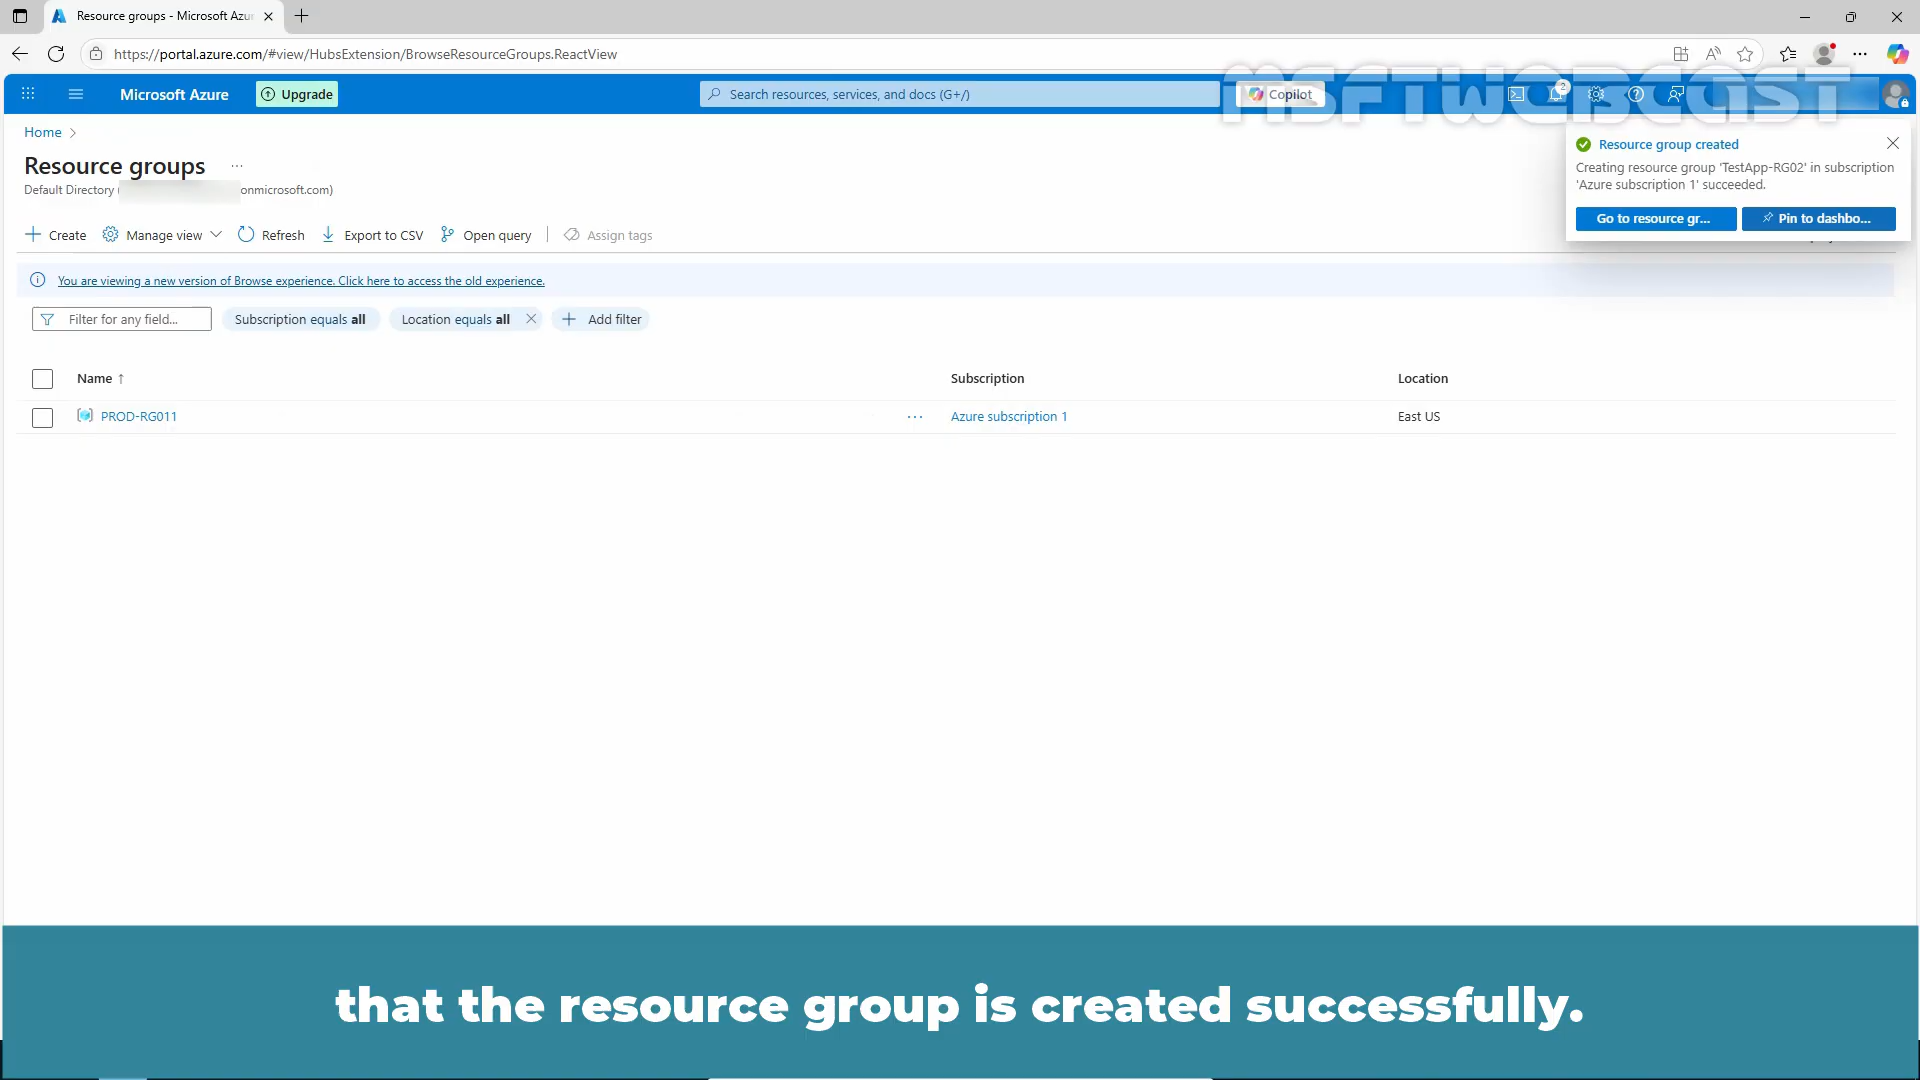 Resource groups - Microsoft Azu
https://portal.azure.com/#view/HubsExtension/BrowseResourceGroups.ReactView
Microsoft Azure
Upgrade
Search resources, services, and docs (G+/)
Copilot
2
MSFTWEBCAST
Home
Resource groups
...
Default Directory (
onmicrosoft.com)
Resource group created
Creating resource group 'TestApp-RG02' in subscription
'Azure subscription 1' succeeded.
Go to resource gr...
Pin to dashbo...
Create
Manage view
Refresh
Export to CSV
Open query
Assign tags
You are viewing a new version of Browse experience. Click here to access the old experience.
Filter for any field...
Subscription equals all
Location equals all
Add filter
Name ↑
Subscription
Location
PROD-RG011
...
Azure subscription 1
East US
that the resource group is created successfully.